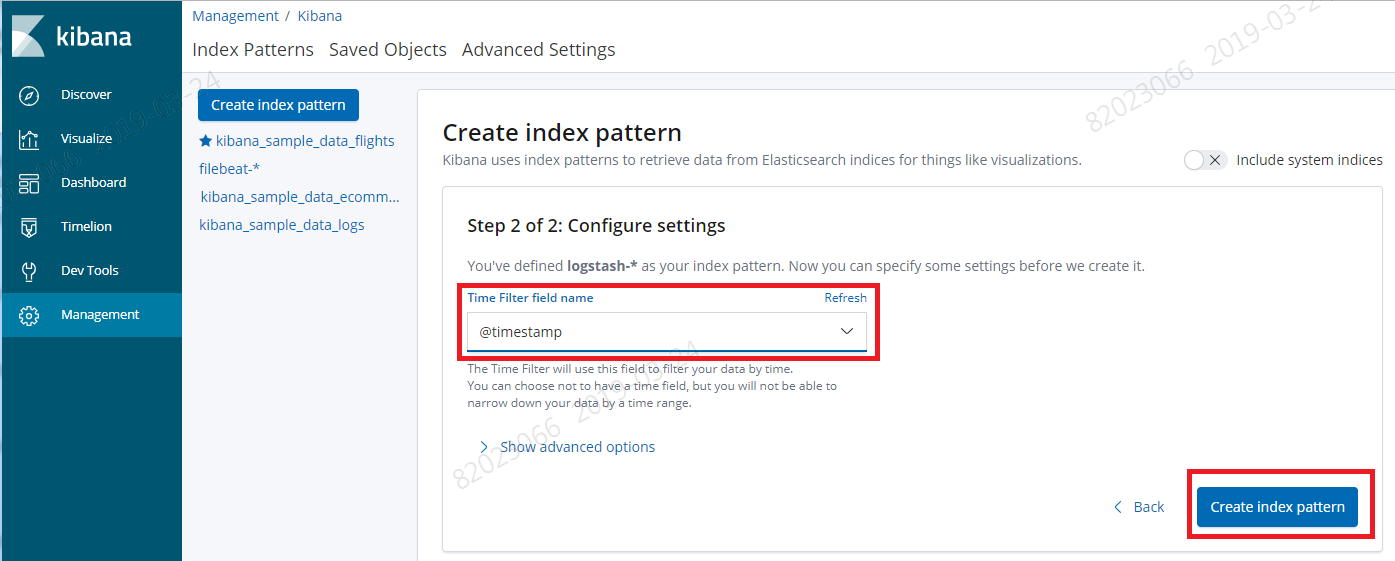 kibana
Discover
Visualize
Dashboard
Timelion
Dev Tools
Management
Management / Kibana
Index Patterns Saved Objects Advanced Settings
Create index pattern
kibana_sample_data_flights
filebeat-*
kibana_sample_data_ecomm...
kibana_sample_data_logs
Create index pattern
Kibana uses index patterns to retrieve data from Elasticsearch indices for things like visualizations.
Include system indices
Step 2 of 2: Configure settings
You've defined logstash-* as your index pattern. Now you can specify some settings before we create it.
Time Filter field name Refresh
@timestamp
The Time Filter will use this field to filter your data by time.
You can choose not to have a time field, but you will not be able to
narrow down your data by a time range.
Show advanced options
Back Create index pattern
82023066 2019-03-24